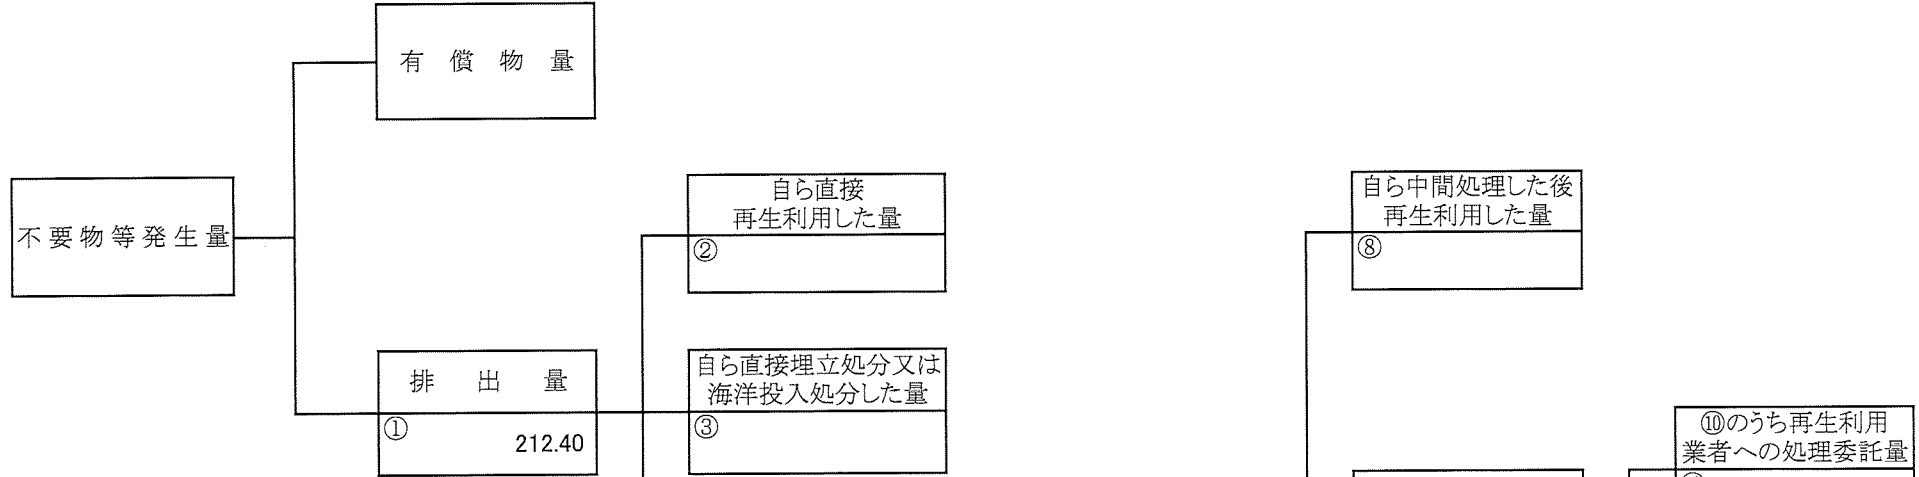 有償物量
不要物等発生量
自ら直接
再生利用した量
②
自ら中間処理した後
再生利用した量
⑧
排出量
①
212.40
自ら直接埋立処分又は
海洋投入処分した量
③
⑩のうち再生利用
業者への処理委託量